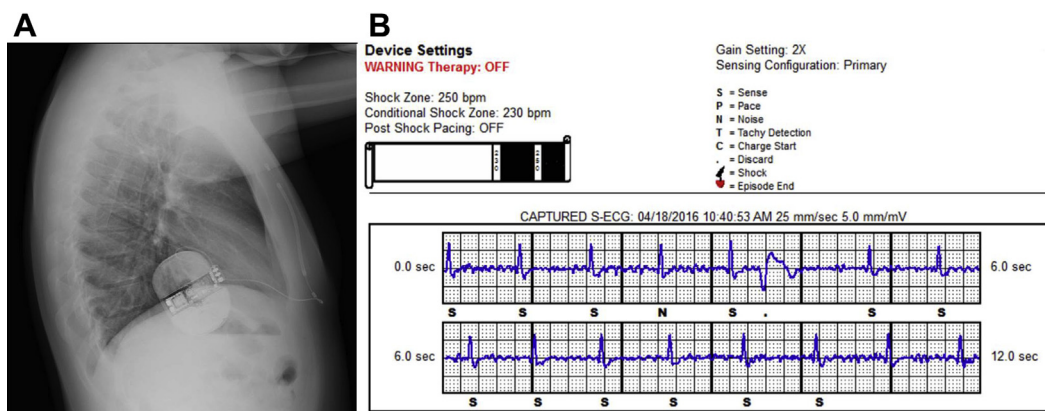 A
B
Device Settings
WARNING Therapy: OFF
Shock Zone: 250 bpm
Conditional Shock Zone: 230 bpm
Post Shock Pacing: OFF
Gain Setting: 2X
Sensing Configuration: Primary
S = Sense
P = Pace
N = Noise
T = Tachy Detection
C = Charge Start
. = Discard
= Shock
= Episode End
CAPTURED S-ECG: 04/18/2016 10:40:53 AM 25 mm/sec 5.0 mm/mV
0.0 sec
6.0 sec
S S S N S . S S
6.0 sec
12.0 sec
S S S S S S